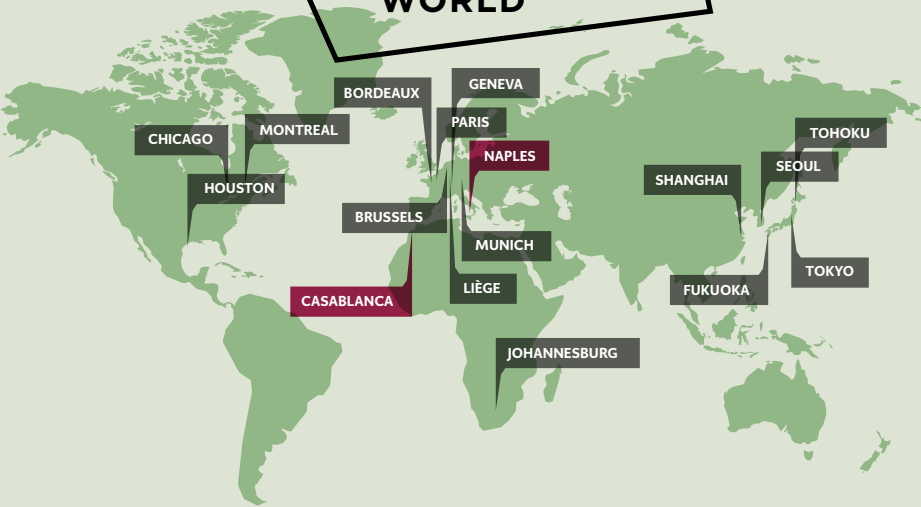 WORLD
GENEVA
BORDEAUX
PARIS
MONTREAL
CHICAGO
TOHOKU
NAPLES
SEOUL
SHANGHAI
HOUSTON
BRUSSELS
MUNICH
TOKYO
LIÈGE
FUKUOKA
CASABLANCA
JOHANNESBURG